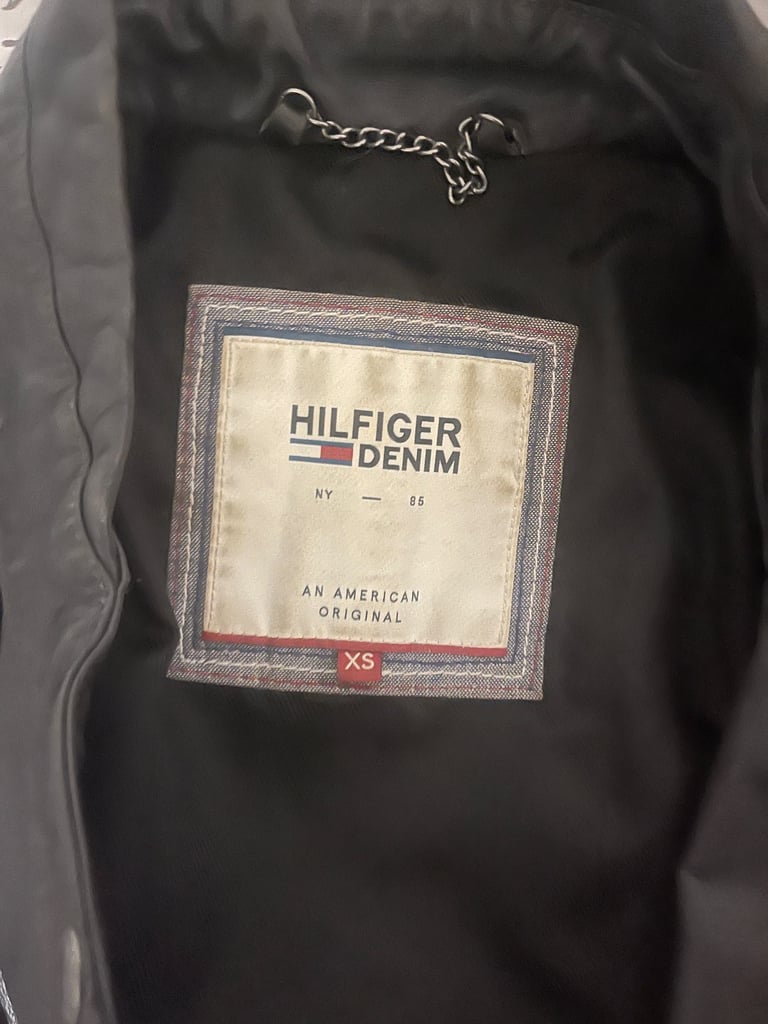 HILFIGER
DENIM
NY — 85
AN AMERICAN
ORIGINAL
XS